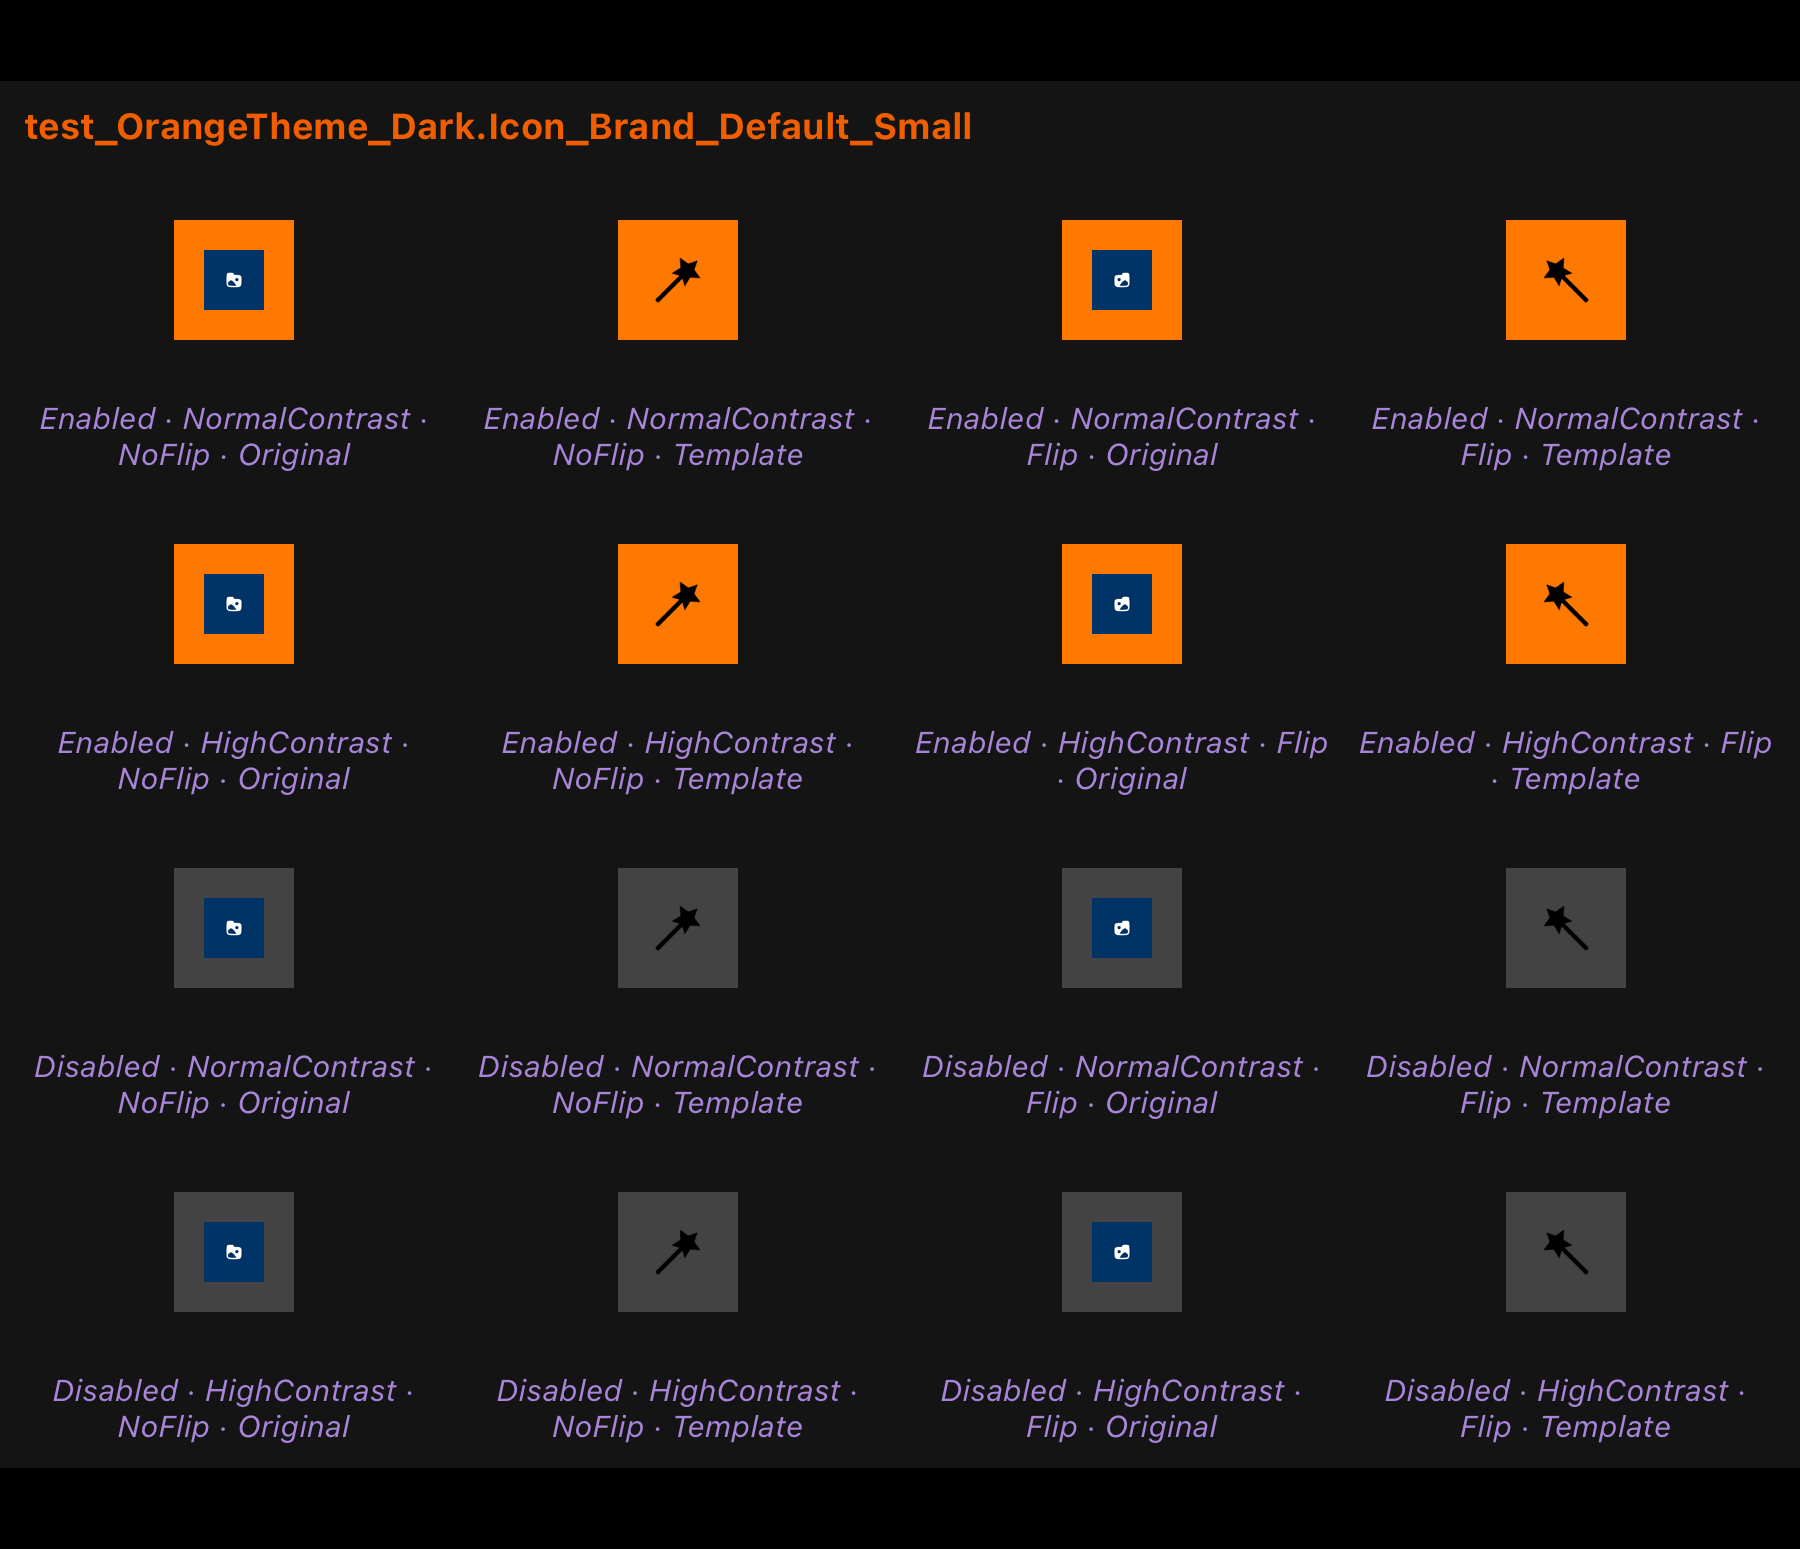 test_OrangeTheme_Dark.Icon_Brand_Default_Small
Enabled · NormalContrast ·
NoFlip · Original
Enabled · NormalContrast ·
NoFlip · Template
Enabled · NormalContrast ·
Flip · Original
Enabled · NormalContrast ·
Flip · Template
Enabled · HighContrast ·
NoFlip · Original
Enabled · HighContrast ·
NoFlip · Template
Enabled · HighContrast · Flip
· Original
Enabled · HighContrast · Flip
· Template
Disabled · NormalContrast ·
NoFlip · Original
Disabled · NormalContrast ·
NoFlip · Template
Disabled · NormalContrast ·
Flip · Original
Disabled · NormalContrast ·
Flip · Template
Disabled · HighContrast ·
NoFlip · Original
Disabled · HighContrast ·
NoFlip · Template
Disabled · HighContrast ·
Flip · Original
Disabled · HighContrast ·
Flip · Template